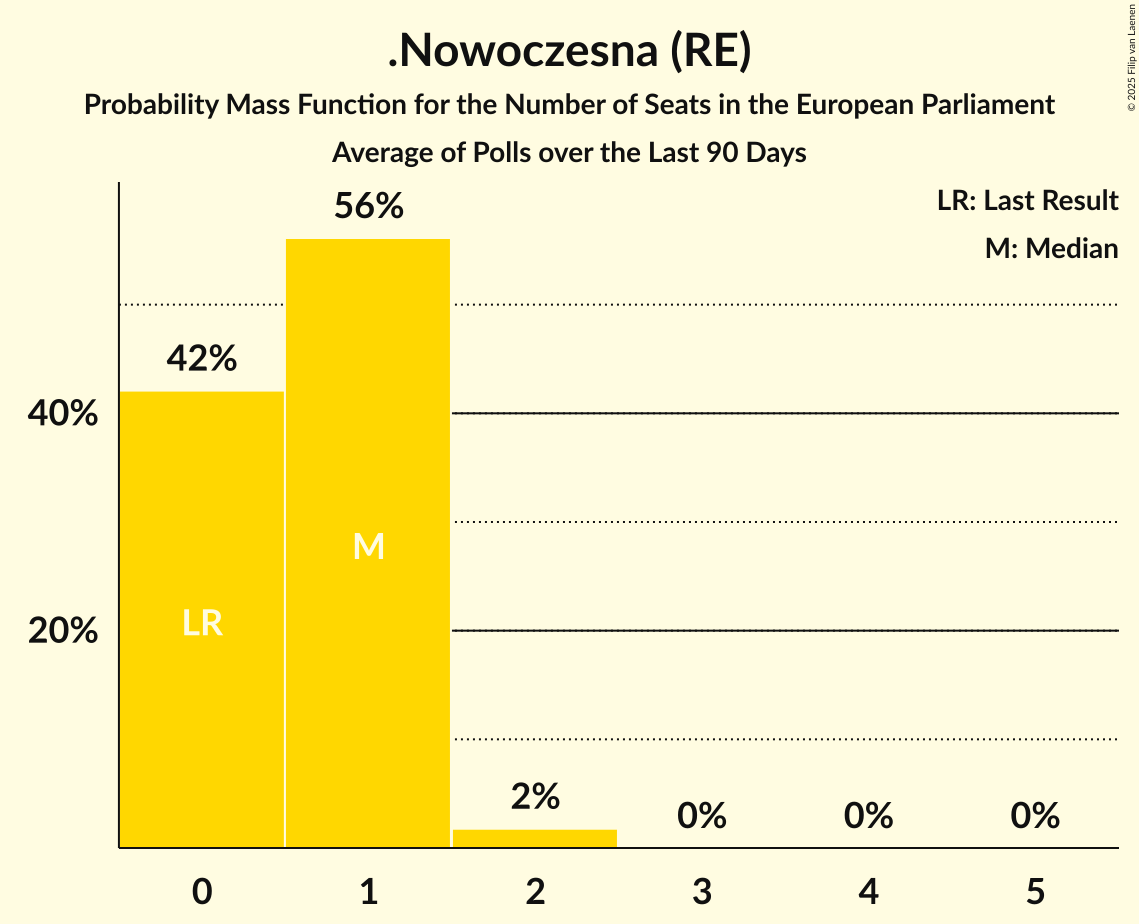 .Nowoczesna (RE)
Probability Mass Function for the Number of Seats in the European Parliament
Average of Polls over the Last 90 Days
© 2025 Filip van Laenen
LR: Last Result
M: Median
56%
42%
40%
M
LR
20%
2%
0%
0%
0%
0
1
2
3
4
5